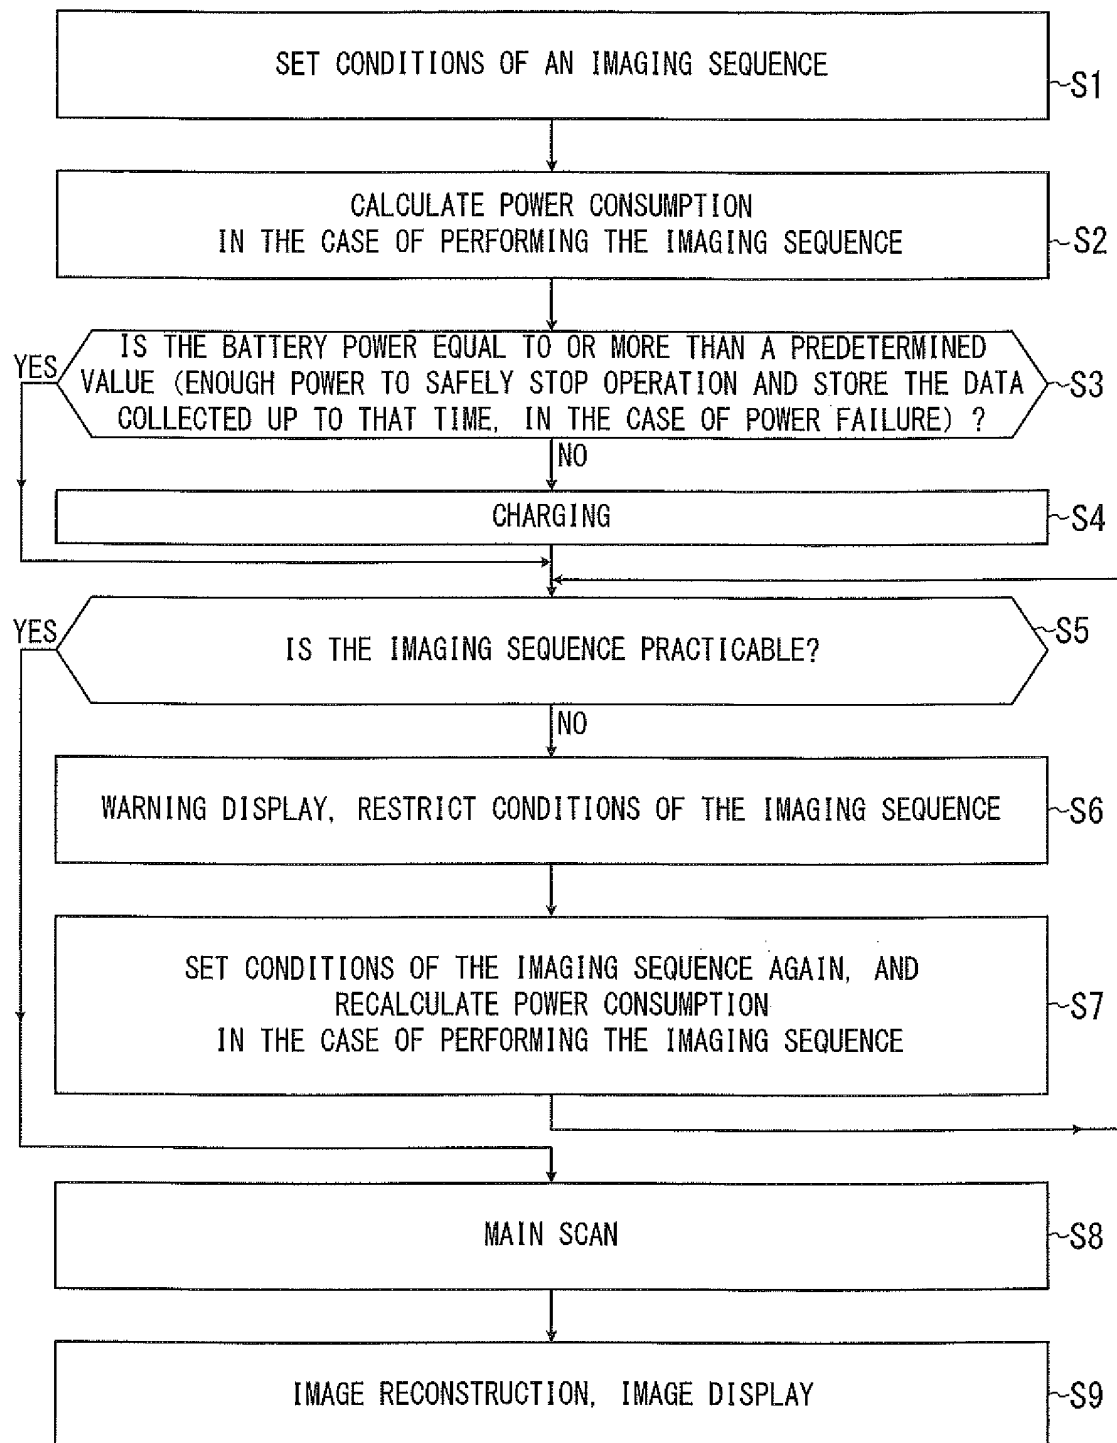 SET CONDITIONS OF AN IMAGING SEQUENCE
S1
CALCULATE POWER CONSUMPTION
IN THE CASE OF PERFORMING THE IMAGING SEQUENCE
S2
YES
IS THE BATTERY POWER EQUAL TO OR MORE THAN A PREDETERMINED
VALUE (ENOUGH POWER TO SAFELY STOP OPERATION AND STORE THE DATA
COLLECTED UP TO THAT TIME, IN THE CASE OF POWER FAILURE) ?
S3
NO
CHARGING
S4
YES
IS THE IMAGING SEQUENCE PRACTICABLE?
S5
NO
WARNING DISPLAY, RESTRICT CONDITIONS OF THE IMAGING SEQUENCE
S6
SET CONDITIONS OF THE IMAGING SEQUENCE AGAIN, AND
RECALCULATE POWER CONSUMPTION
IN THE CASE OF PERFORMING THE IMAGING SEQUENCE
S7
MAIN SCAN
S8
IMAGE RECONSTRUCTION, IMAGE DISPLAY
S9